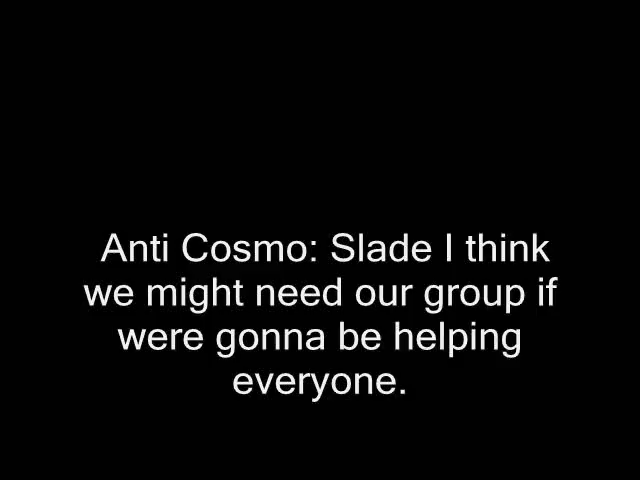 Anti Cosmo: Slade I think
we might need our group if
were gonna be helping
everyone.